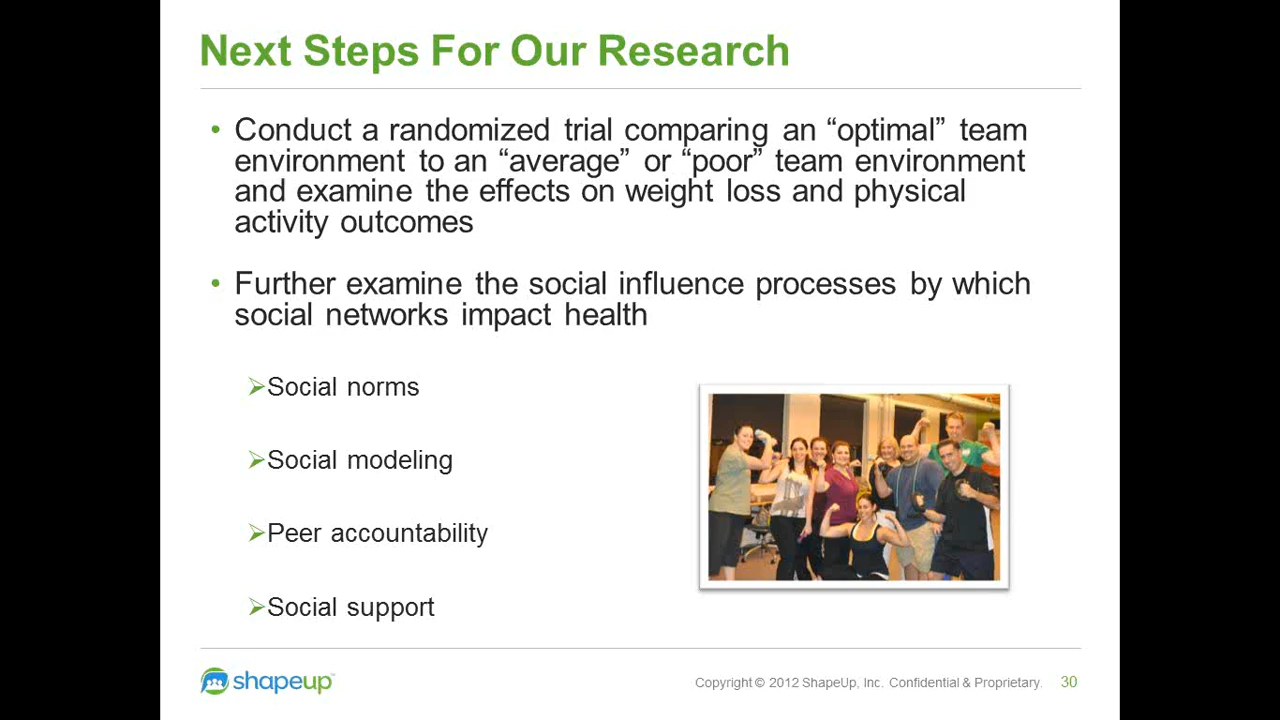 Next Steps For Our Research
• Conduct a randomized trial comparing an “optimal” team
environment to an “average” or “poor” team environment
and examine the effects on weight loss and physical
activity outcomes
• Further examine the social influence processes by which
social networks impact health
➢Social norms
➢Social modeling
➢Peer accountability
➢Social support
shapeup™
Copyright © 2012 ShapeUp, Inc. Confidential & Proprietary. 30